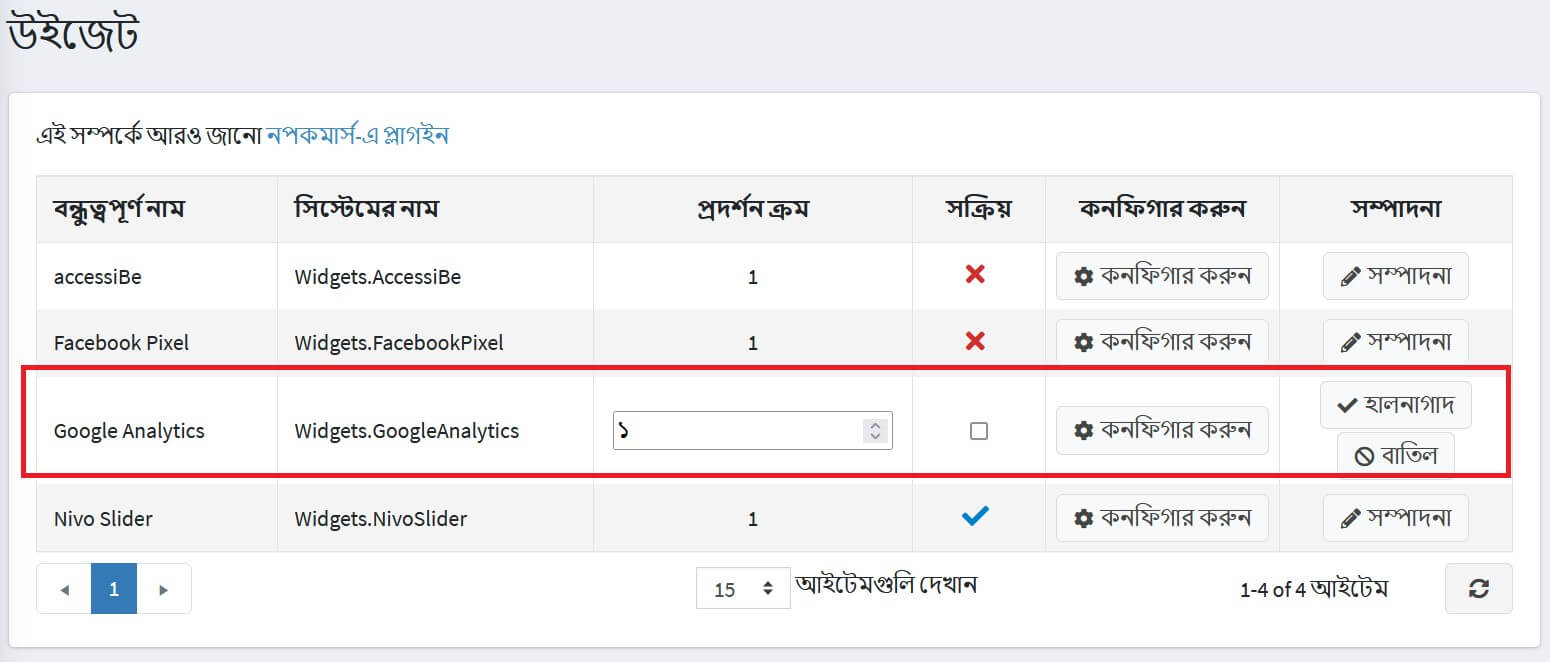 উইজেট
এই সম্পর্কে আরও জানো নপকমার্স-এ প্লাগইন
বন্ধুত্বপূর্ণ নাম সিস্টেমের নাম প্রদর্শন ক্রম সক্রিয় কনফিগার করুন সম্পাদনা
accessiBe Widgets.AccessiBe 1 কনফিগার করুন সম্পাদনা
Facebook Pixel Widgets.FacebookPixel 1 কনফিগার করুন সম্পাদনা
Google Analytics Widgets.GoogleAnalytics ১ কনফিগার করুন হালনাগাদ
বাতিল
Nivo Slider Widgets.NivoSlider 1 কনফিগার করুন সম্পাদনা
1 15 আইটেমগুলি দেখান 1-4 of 4 আইটেম